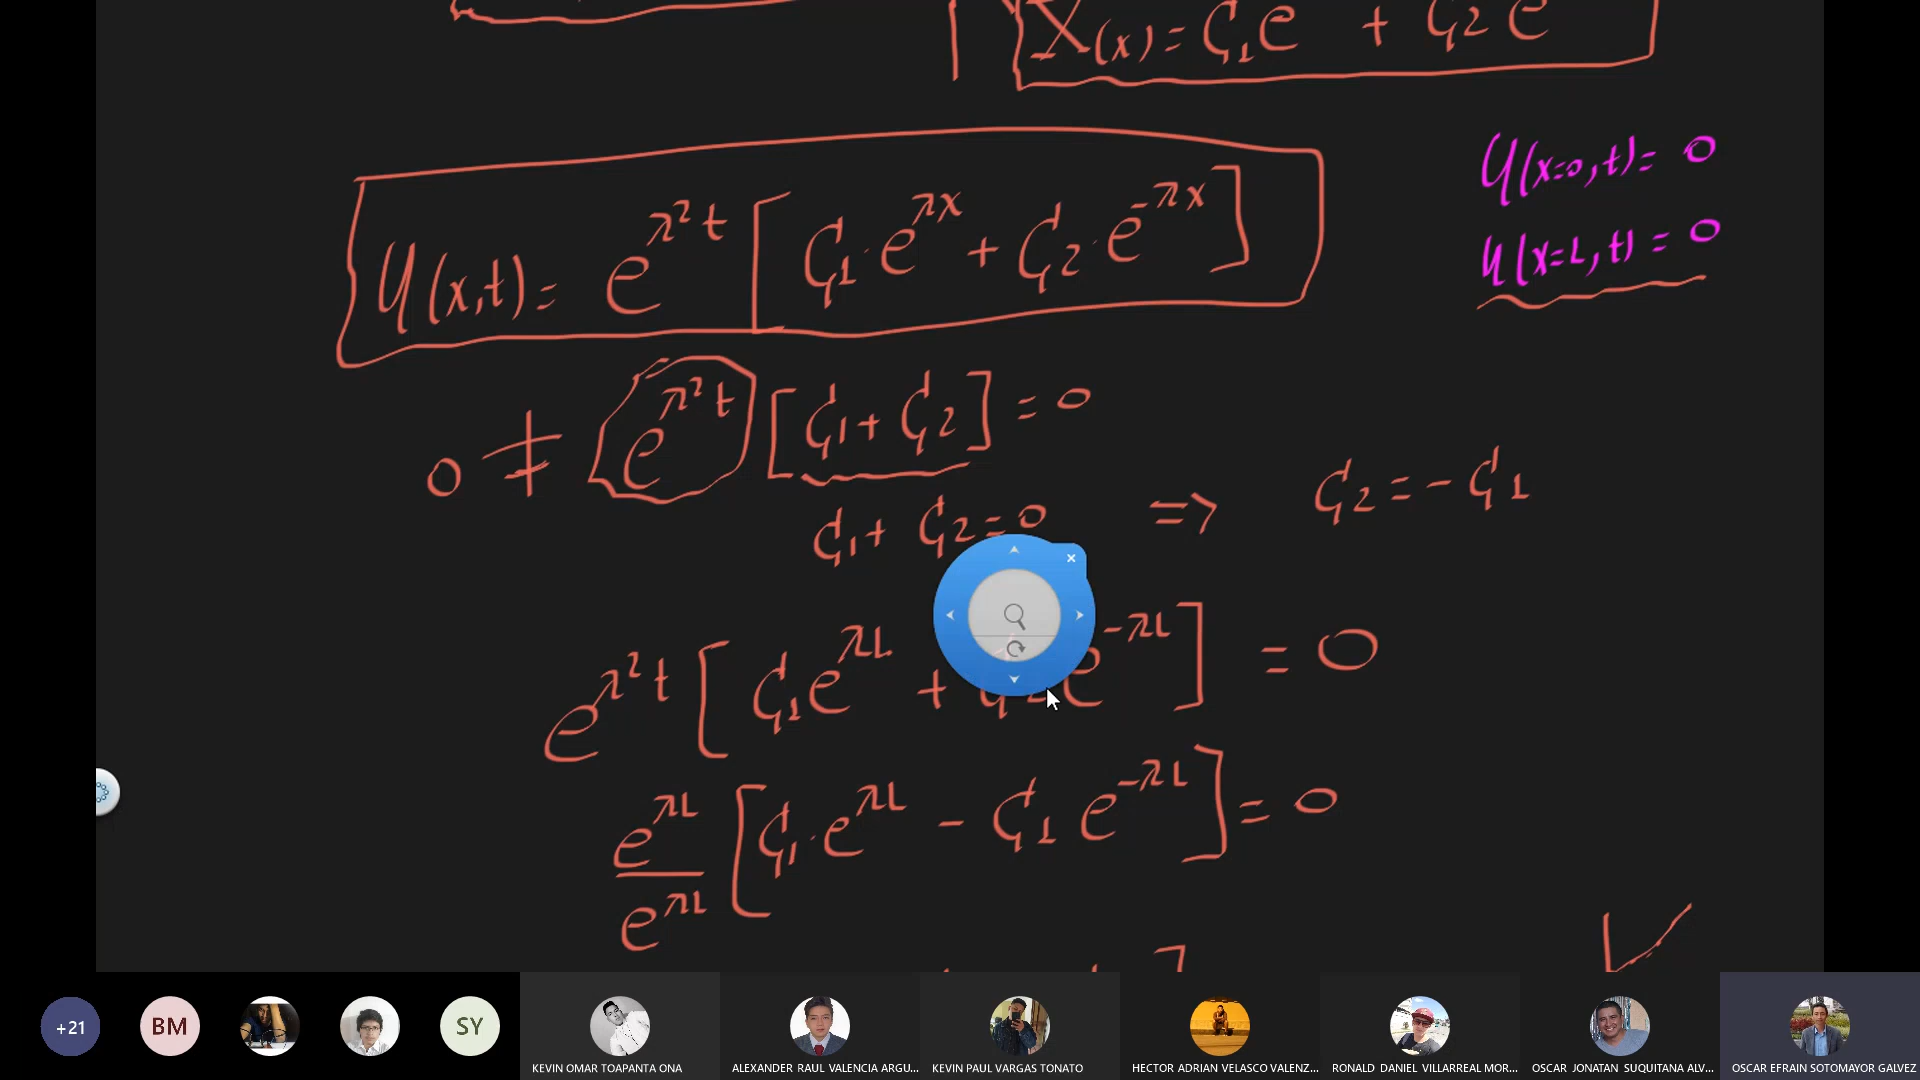 X(x) = C₁e + C₂e
U(x,t) = e^{λ²t} [C₁·e^{λx} + C₂·e^{-λx}]
U(x=0,t) = 0
U(x=L,t) = 0
0 ≠ e^{λ²t} [C₁ + C₂] = 0
C₁ + C₂ = 0 => C₂ = -C₁
e^{λ²t} [C₁e^{λL} + C₂e^{-λL}] = 0
e^{λL}/e^{λL} [C₁·e^{λL} - C₁e^{-λL}] = 0
+21
BM
SY
KEVIN OMAR TOAPANTA ONA
ALEXANDER RAUL VALENCIA ARGU...
KEVIN PAUL VARGAS TONATO
HECTOR ADRIAN VELASCO VALENZ...
RONALD DANIEL VILLARREAL MOR...
OSCAR JONATAN SUQUITANA ALV...
OSCAR EFRAIN SOTOMAYOR GALVEZ